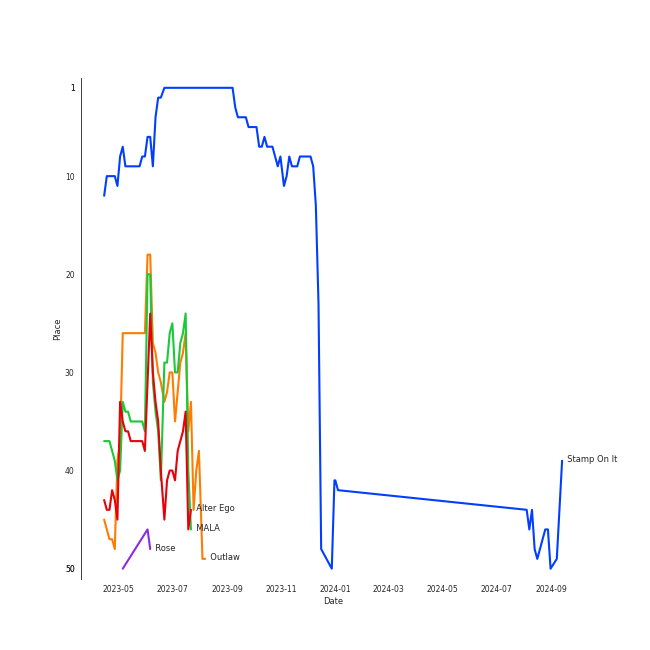 1
10
20
30
40
50
Place
Stamp On It
Alter Ego
MALA
Rose
Outlaw
2023-05
2023-07
2023-09
2023-11
2024-01
2024-03
2024-05
2024-07
2024-09
Date